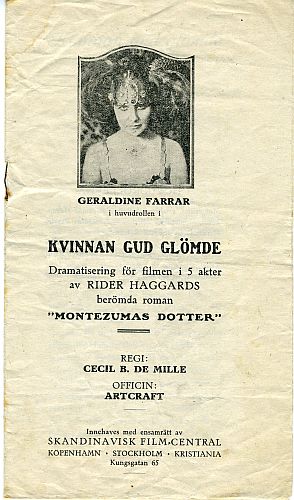 GERALDINE FARRAR
i huvudrollen i
KVINNAN GUD GLÖMDE
Dramatisering för filmen i 5 akter
av RIDER HAGGARDS
berömda roman
"MONTEZUMAS DOTTER"
REGI:
CECIL B. DE MILLE
OFFICIN:
ARTCRAFT
Innehaves med ensamrätt av
SKANDINAVISK FILM-CENTRAL
KÖPENHAMN · STOCKHOLM · KRISTIANIA
Kungsgatan 65